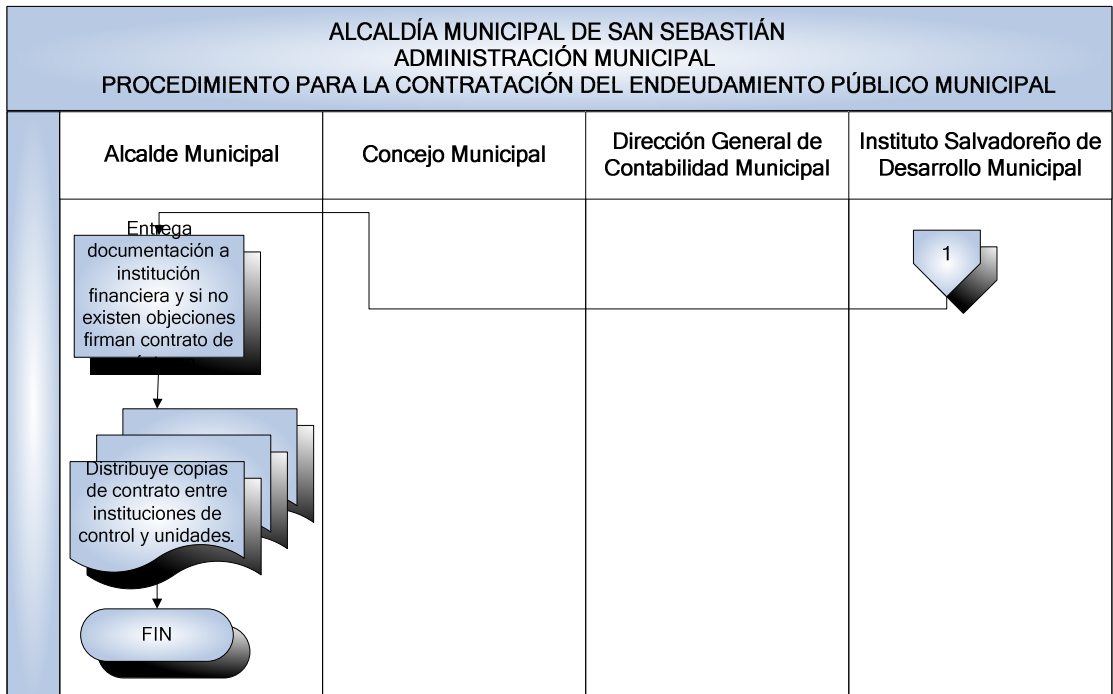 ALCALDÍA MUNICIPAL DE SAN SEBASTIÁN
ADMINISTRACIÓN MUNICIPAL
PROCEDIMIENTO PARA LA CONTRATACIÓN DEL ENDEUDAMIENTO PÚBLICO MUNICIPAL
Alcalde Municipal
Concejo Municipal
Dirección General de
Contabilidad Municipal
Instituto Salvadoreño de
Desarrollo Municipal
Entrega
documentación a
institución
financiera y si no
existen objeciones
firman contrato de
1
Distribuye copias
de contrato entre
instituciones de
control y unidades.
FIN